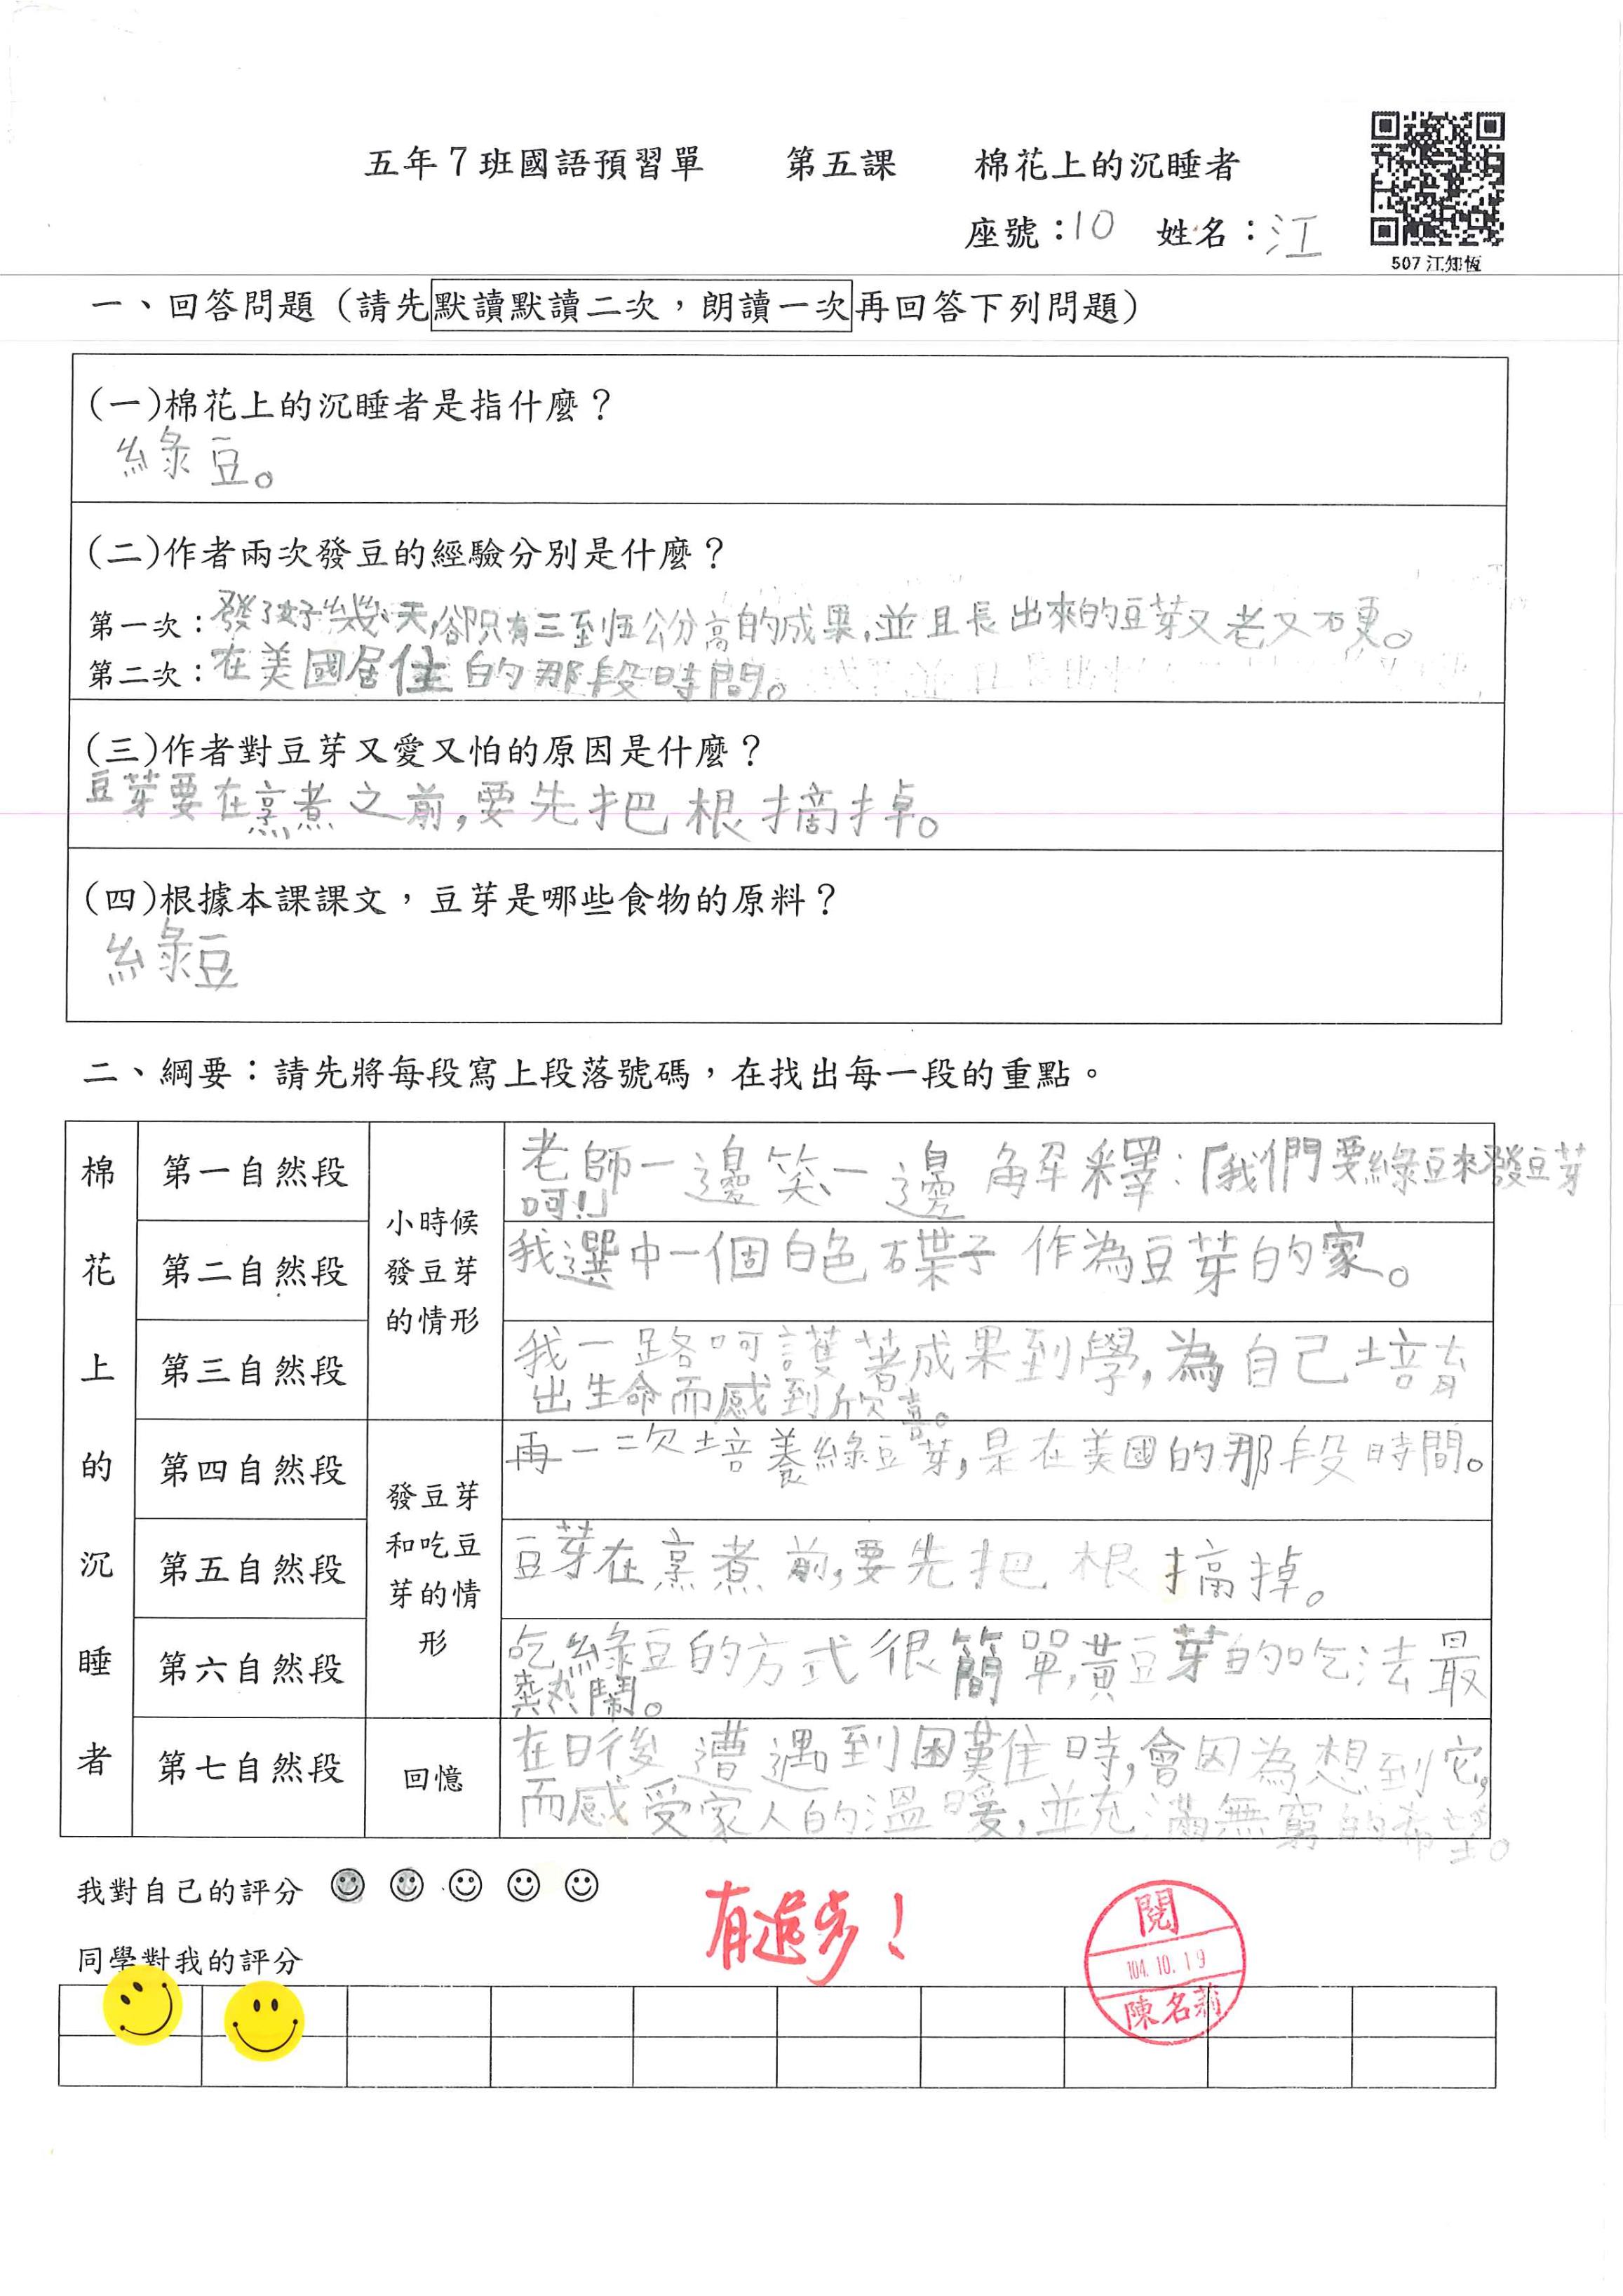 五年7班國語預習單 第五課 棉花上的沉睡者
座號：10 姓名：江
507 江知恆
一、回答問題（請先默讀默讀二次，朗讀一次再回答下列問題）
(一)棉花上的沉睡者是指什麼？
綠豆。
(二)作者兩次發豆的經驗分別是什麼？
第一次：發了好幾天,卻只有三到五公分高的成果,並且長出來的豆芽又老又硬。
第二次：在美國居住的那段時間。
(三)作者對豆芽又愛又怕的原因是什麼？
豆芽要在烹煮之前,要先把根摘掉。
(四)根據本課課文，豆芽是哪些食物的原料？
綠豆
二、綱要：請先將每段寫上段落號碼，在找出每一段的重點。
棉花上的沉睡者
第一自然段
小時候發豆芽的情形
老師一邊笑一邊解釋:「我們要綠豆來發豆芽
呵!」
第二自然段
我選中一個白色碟子作為豆芽的家。
第三自然段
我一路呵護著成果到學,為自己培育
出生命而感到欣喜。
第四自然段
發豆芽和吃豆芽的情形
再一次培養綠豆芽,是在美國的那段時間。
第五自然段
豆芽在烹煮前,要先把根搞掉。
第六自然段
吃綠豆的方式很簡單,黃豆芽的吃法最
熱鬧。
第七自然段
回憶
在日後遭遇到困難時,會因為想到它,
而感受家人的溫暖,並充滿無窮的希望。
我對自己的評分
有進步！
閱
104.10.19
陳名莉
同學對我的評分